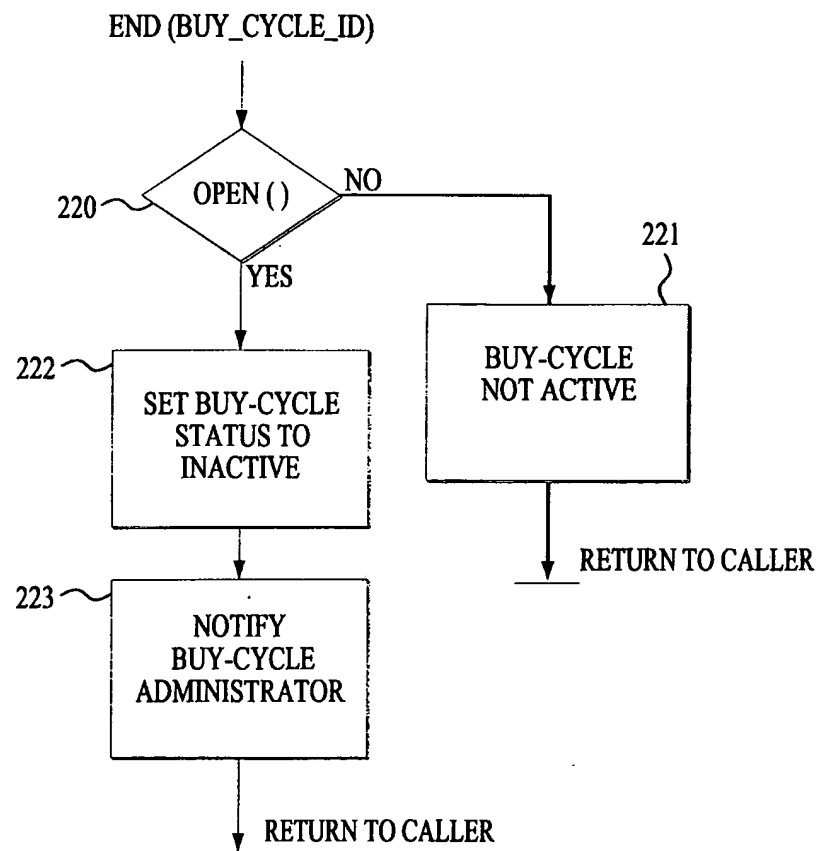 END (BUY_CYCLE_ID)
220
OPEN ( )
NO
YES
221
BUY-CYCLE
NOT ACTIVE
222
SET BUY-CYCLE
STATUS TO
INACTIVE
RETURN TO CALLER
223
NOTIFY
BUY-CYCLE
ADMINISTRATOR
RETURN TO CALLER